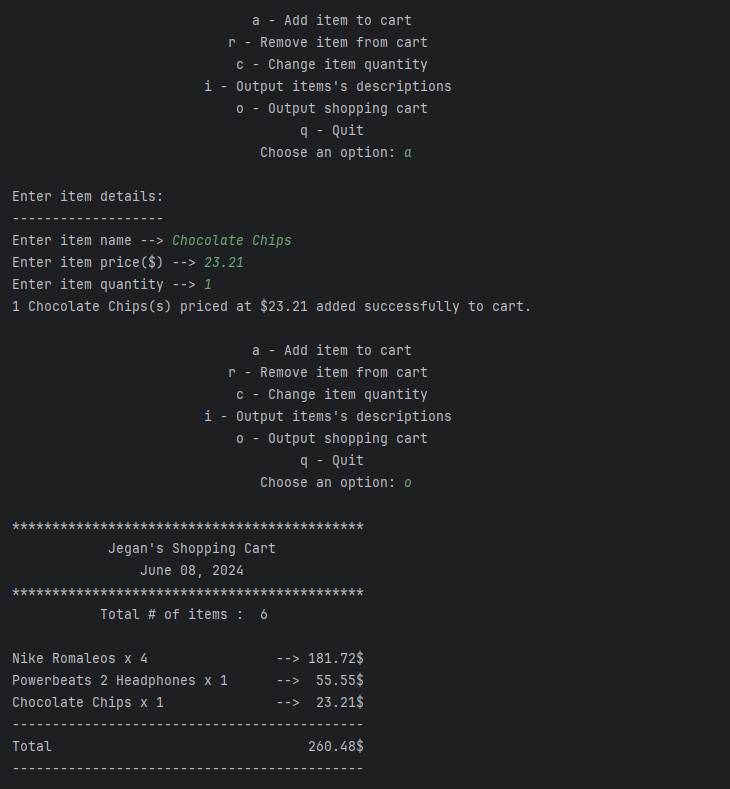 a - Add item to cart
r - Remove item from cart
c - Change item quantity
i - Output items's descriptions
o - Output shopping cart
q - Quit
Choose an option: a
Enter item details:
-------------------
Enter item name --> Chocolate Chips
Enter item price($) --> 23.21
Enter item quantity --> 1
1 Chocolate Chips(s) priced at $23.21 added successfully to cart.
a - Add item to cart
r - Remove item from cart
c - Change item quantity
i - Output items's descriptions
o - Output shopping cart
q - Quit
Choose an option: o
********************************************
Jegan's Shopping Cart
June 08, 2024
********************************************
Total # of items :  6
Nike Romaleos x 4                --> 181.72$
Powerbeats 2 Headphones x 1      -->  55.55$
Chocolate Chips x 1              -->  23.21$
--------------------------------------------
Total                                260.48$
--------------------------------------------